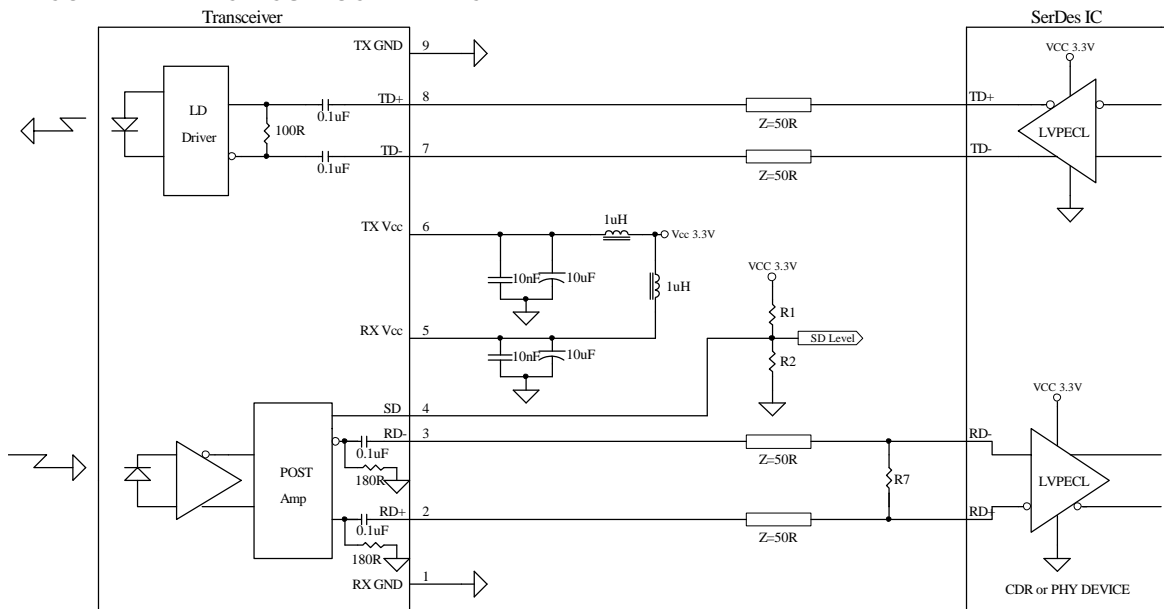 Transceiver
SerDes IC
TX GND 9
VCC 3.3V
TD+ 8
TD+
LD
Driver
100R
0.1uF
Z=50R
LVPECL
TD- 7
TD-
0.1uF
Z=50R
TX Vcc 6
1uH
Vcc 3.3V
10nF
10uF
1uH
VCC 3.3V
R1
RX Vcc 5
SD Level
10nF
10uF
R2
SD 4
VCC 3.3V
RD- 3
RD-
0.1uF
180R
Z=50R
POST
Amp
R7
LVPECL
RD+ 2
RD+
0.1uF
Z=50R
180R
RX GND 1
CDR or PHY DEVICE